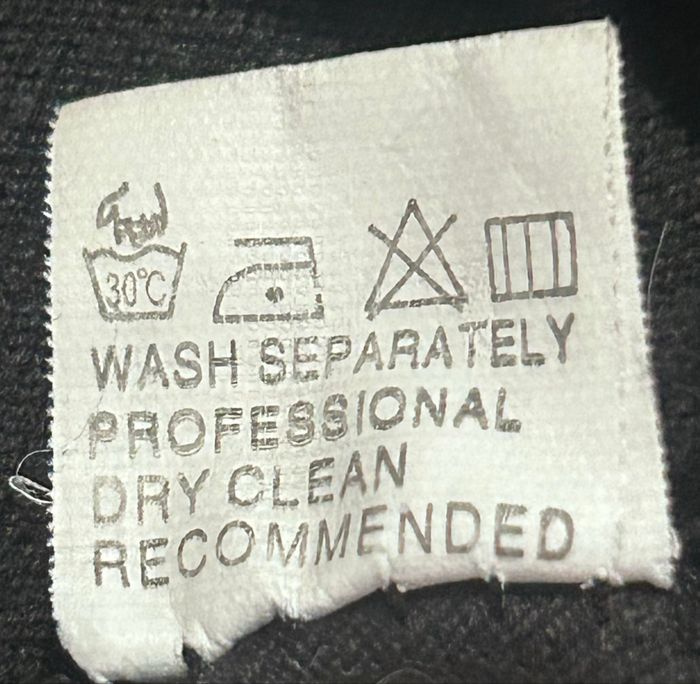 30°C
WASH SEPARATELY
PROFESSIONAL
DRY CLEAN
RECOMMENDED